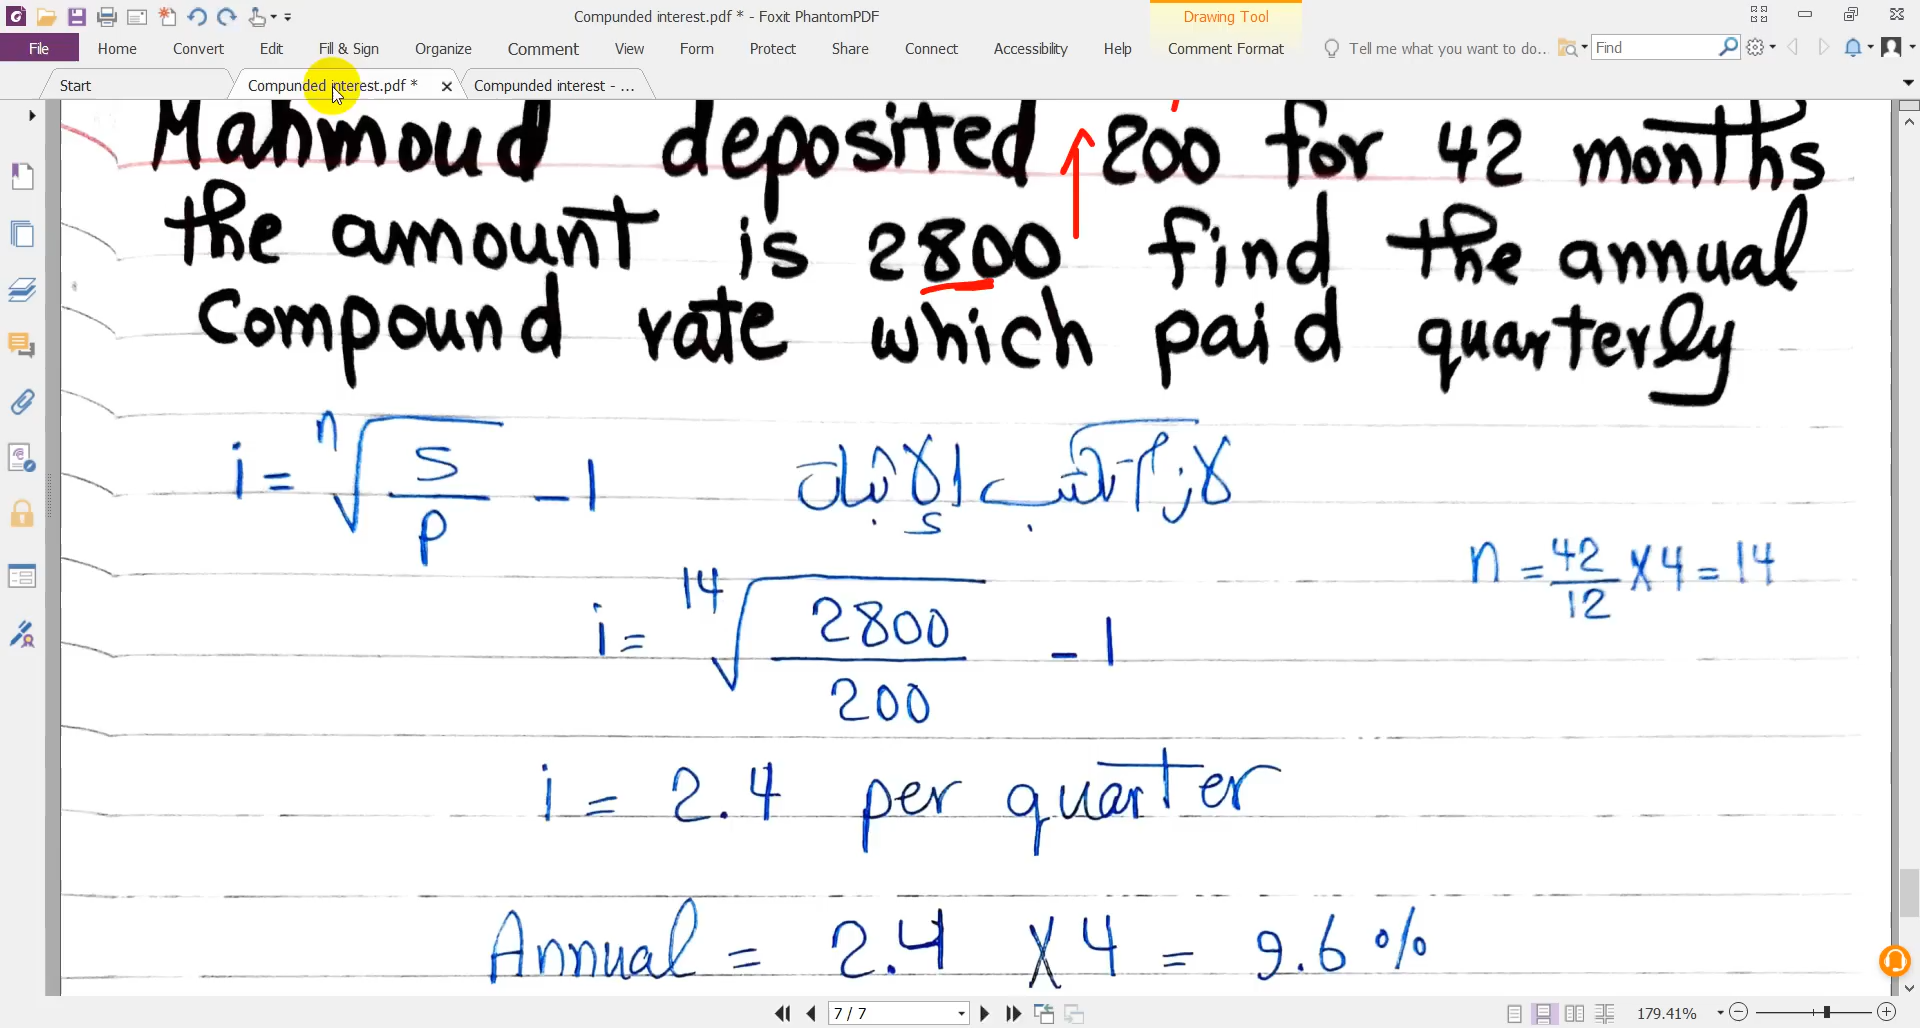 Compunded interest.pdf * - Foxit PhantomPDF
Drawing Tool
File Home Convert Edit Fill & Sign Organize Comment View Form Protect Share Connect Accessibility Help Comment Format Tell me what you want to do... Find
Start Compunded interest.pdf * Compunded interest - ...
Mahmoud deposited 200 for 42 months
the amount is 2800 find the annual
compound rate which paid quarterly
i = n√(s/p) - 1
n = 42/12 X 4 = 14
i = 14√(2800/200) - 1
i = 2.4 per quarter
Annual = 2.4 X 4 = 9.6 %
7 / 7 179.41%